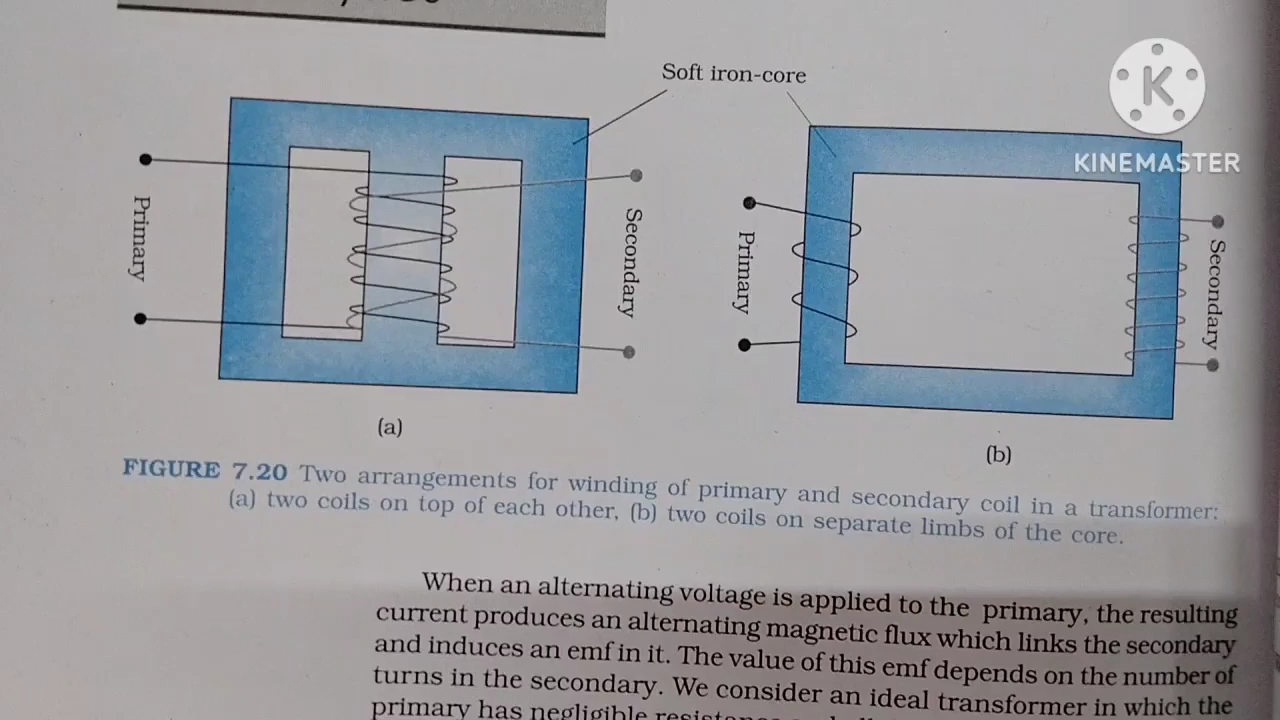 Soft iron-core
KINEMASTER
Primary
Secondary
Primary
Secondary
(a)
(b)
FIGURE 7.20 Two arrangements for winding of primary and secondary coil in a transformer:
(a) two coils on top of each other, (b) two coils on separate limbs of the core.
When an alternating voltage is applied to the primary, the resulting
current produces an alternating magnetic flux which links the secondary
and induces an emf in it. The value of this emf depends on the number of
turns in the secondary. We consider an ideal transformer in which the
primary has negligible